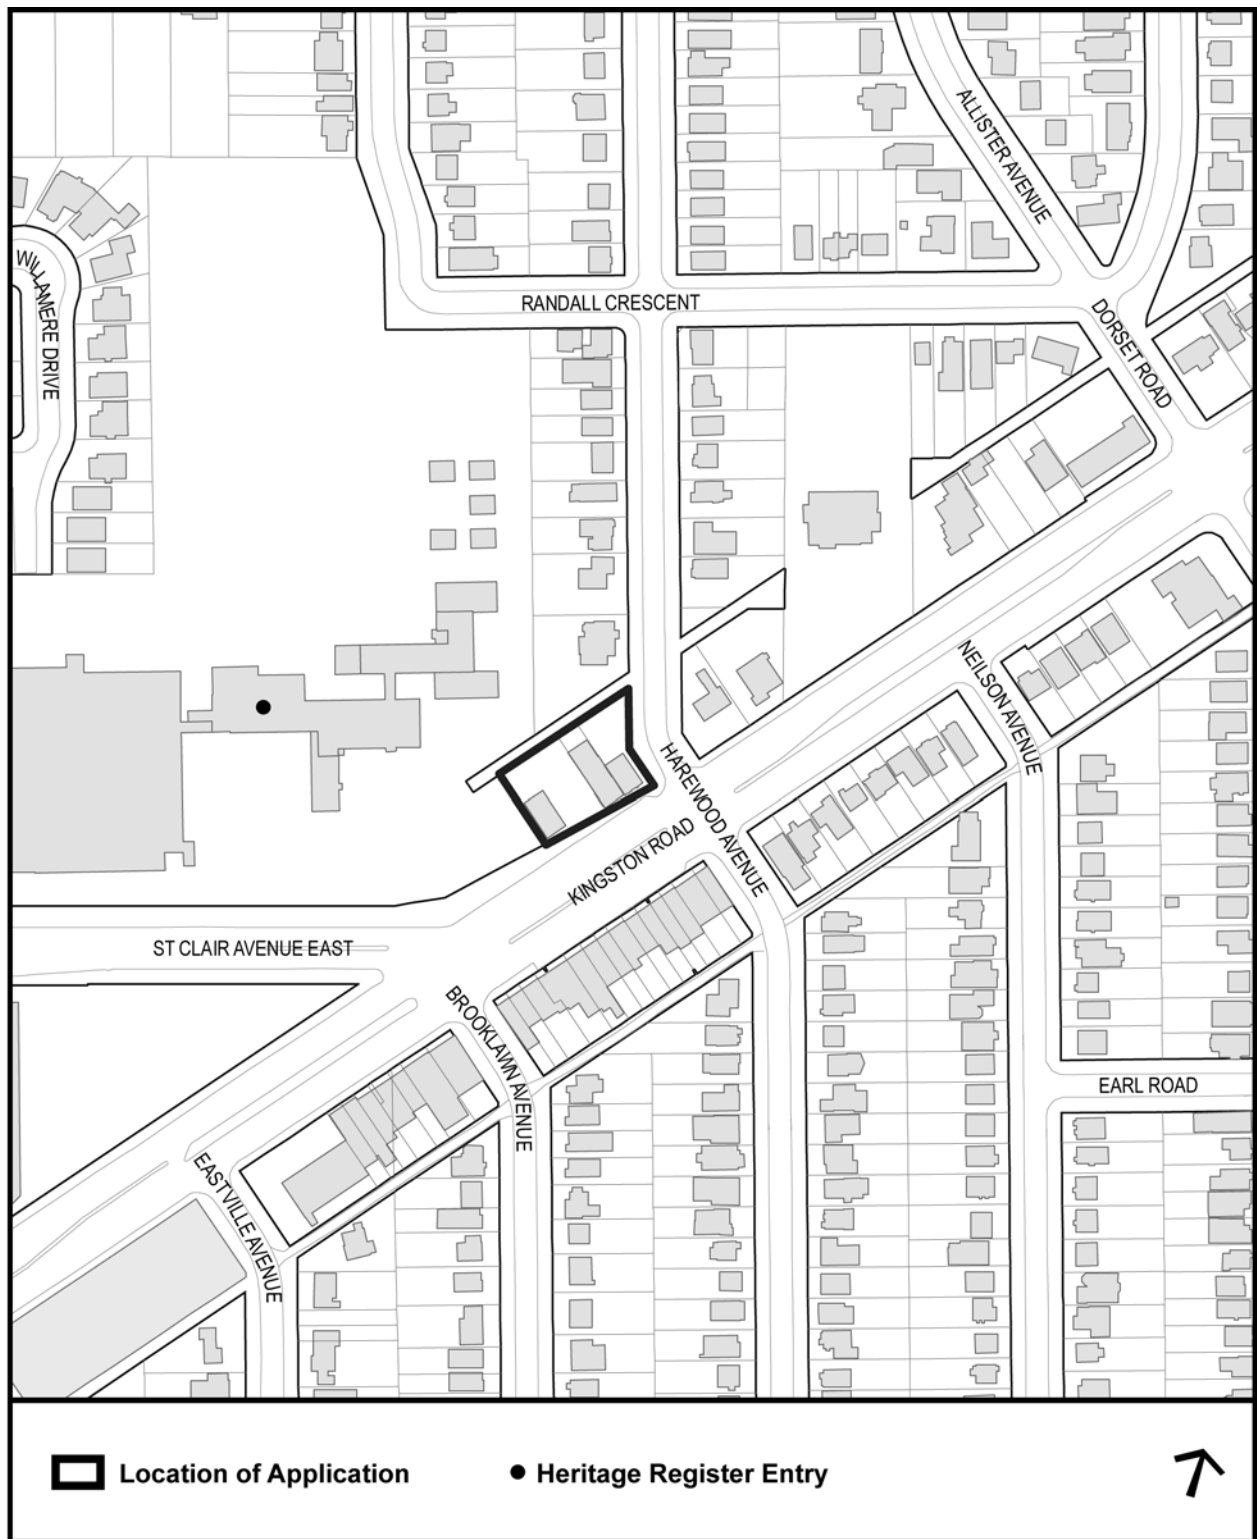 ALLISTER AVENUE
WILLAMERE DRIVE
RANDALL CRESCENT
DORSET ROAD
NEILSON AVENUE
HAREWOOD AVENUE
KINGSTON ROAD
ST CLAIR AVENUE EAST
BROOKLAWN AVENUE
EARL ROAD
EASTVILLE AVENUE
Location of Application
Heritage Register Entry